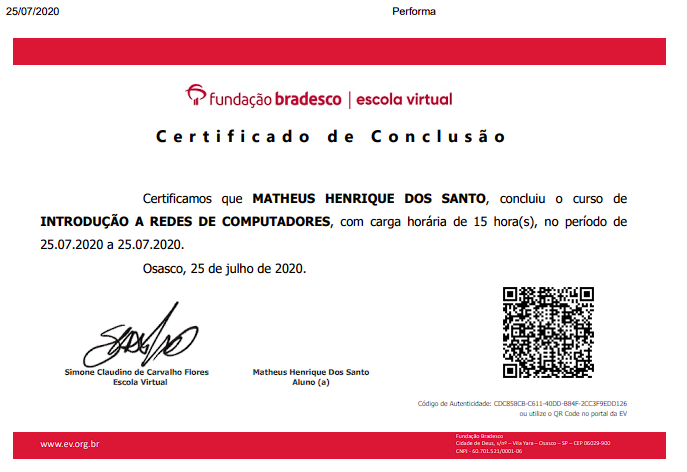 25/07/2020 Performa
fundação bradesco | escola virtual
Certificado de Conclusão
Certificamos que MATHEUS HENRIQUE DOS SANTO, concluiu o curso de
INTRODUÇÃO A REDES DE COMPUTADORES, com carga horária de 15 hora(s), no período de
25.07.2020 a 25.07.2020.
Osasco, 25 de julho de 2020.
Simone Claudino de Carvalho Flores
Escola Virtual
Matheus Henrique Dos Santo
Aluno (a)
Código de Autenticidade: CDC858CB-C611-40DD-B84F-2CC3F9EDD126
ou utilize o QR Code no portal da EV
www.ev.org.br
Fundação Bradesco
Cidade de Deus, s/nº – Vila Yara – Osasco – SP – CEP 06029-900
CNPJ - 60.701.521/0001-06